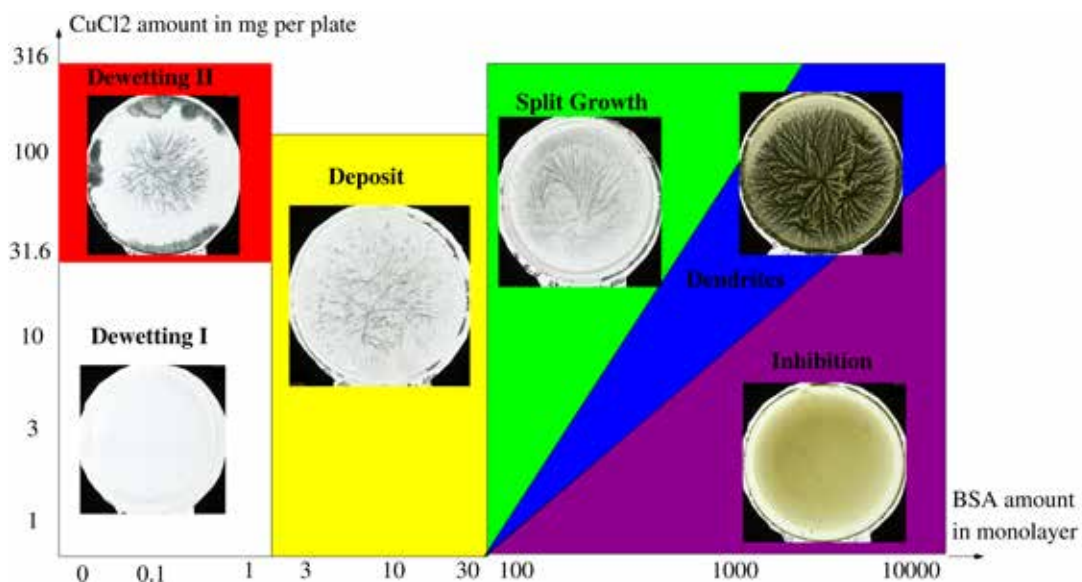 CuCl2 amount in mg per plate
316
Dewetting II
Split Growth
100
Deposit
31.6
Dendrites
10
Dewetting I
Inhibition
3
BSA amount
in monolayer
1
0 0.1 1 3 10 30 100 1000 10000